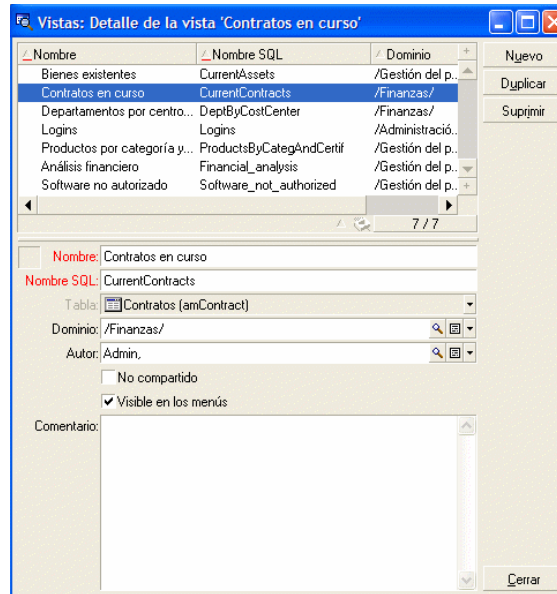 Vistas: Detalle de la vista 'Contratos en curso'
Nombre Nombre SQL Dominio
Bienes existentes CurrentAssets /Gestión del p..
Contratos en curso CurrentContracts /Finanzas/
Departamentos por centro... DeptByCostCenter /Finanzas/
Logins Logins /Administració..
Productos por categoría y... ProductsByCategAndCertif /Gestión del p..
Análisis financiero Financial_analysis /Gestión del p..
Software no autorizado Software_not_authorized /Gestión del p..
7 / 7
Nuevo
Duplicar
Suprimir
Nombre: Contratos en curso
Nombre SQL: CurrentContracts
Tabla: Contratos (amContract)
Dominio: /Finanzas/
Autor: Admin,
No compartido
Visible en los menús
Comentario:
Cerrar